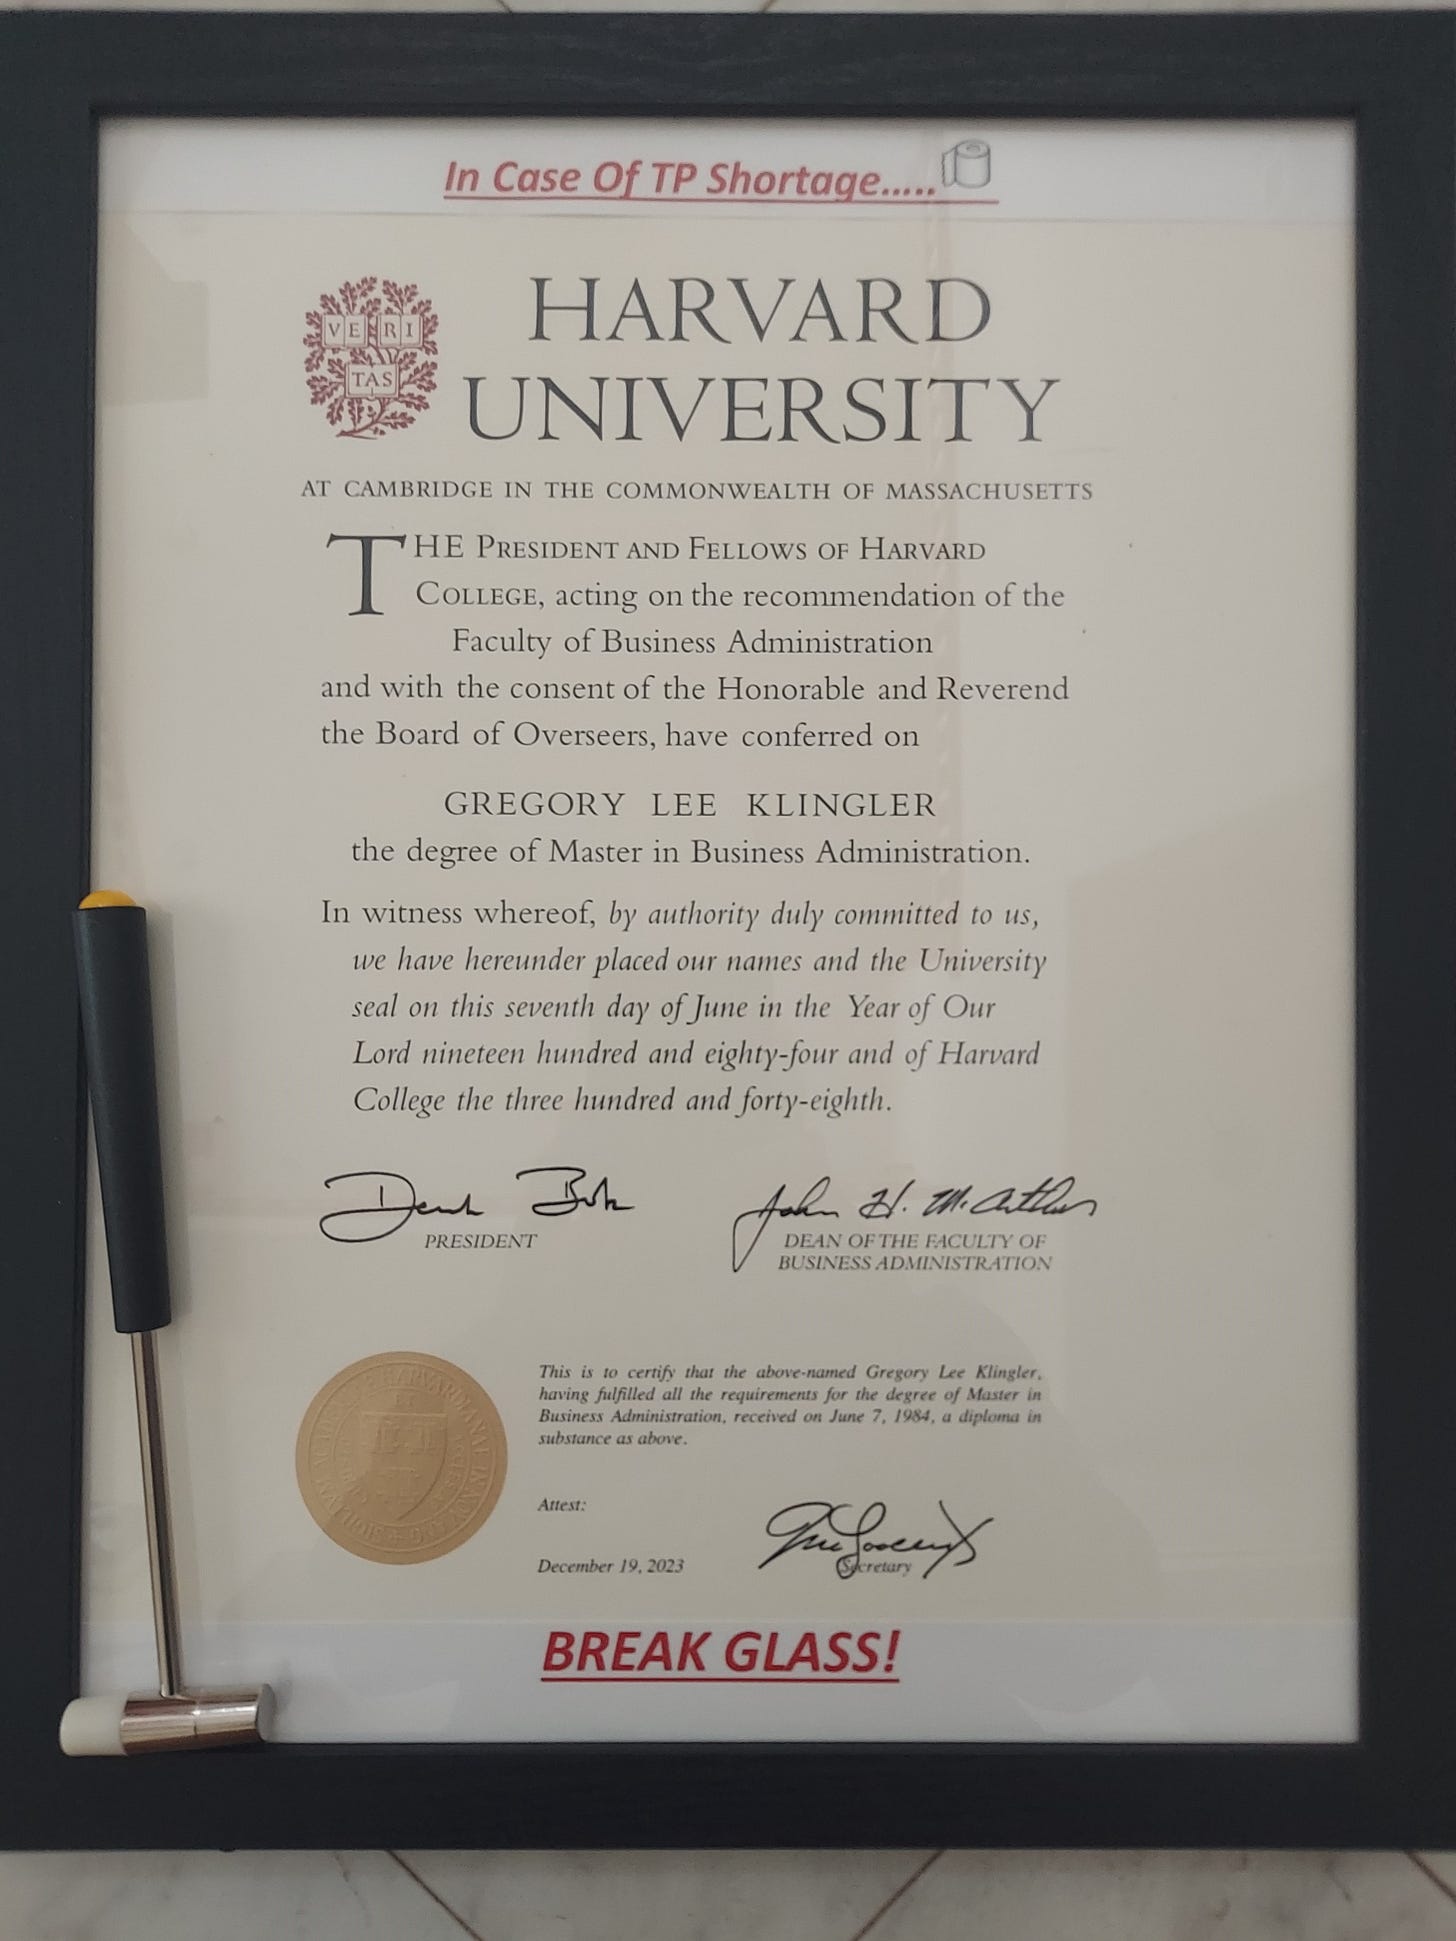 In Case Of TP Shortage.....
VE RI
TAS
HARVARD
UNIVERSITY
AT CAMBRIDGE IN THE COMMONWEALTH OF MASSACHUSETTS
THE PRESIDENT AND FELLOWS OF HARVARD
COLLEGE, acting on the recommendation of the
Faculty of Business Administration
and with the consent of the Honorable and Reverend
the Board of Overseers, have conferred on
GREGORY LEE KLINGLER
the degree of Master in Business Administration.
In witness whereof, by authority duly committed to us,
we have hereunder placed our names and the University
seal on this seventh day of June in the Year of Our
Lord nineteen hundred and eighty-four and of Harvard
College the three hundred and forty-eighth.
Derek Bok
John H. McArthur
PRESIDENT
DEAN OF THE FACULTY OF
BUSINESS ADMINISTRATION
This is to certify that the above-named Gregory Lee Klingler,
having fulfilled all the requirements for the degree of Master in
Business Administration, received on June 7, 1984, a diploma in
substance as above.
Attest:
December 19, 2023
Secretary
BREAK GLASS!